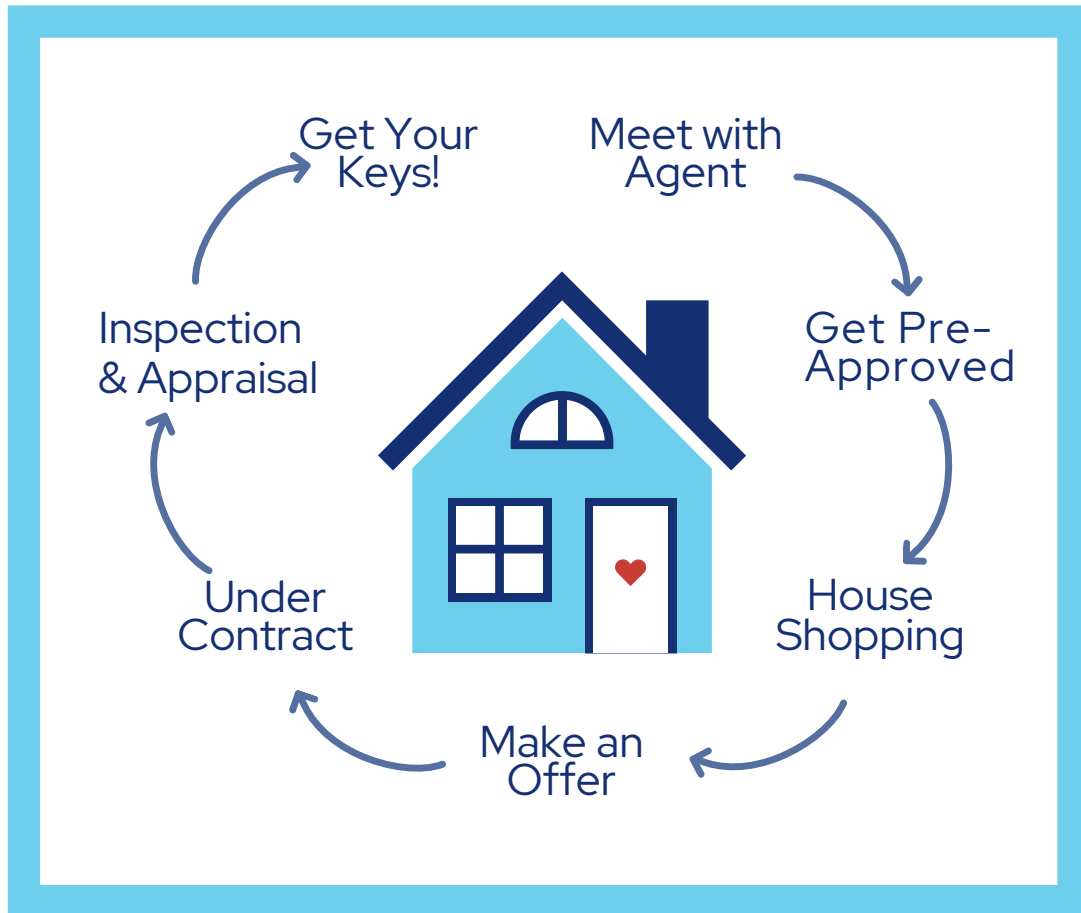 Meet with
Agent
Get Pre-
Approved
House
Shopping
Make an
Offer
Under
Contract
Inspection
& Appraisal
Get Your
Keys!